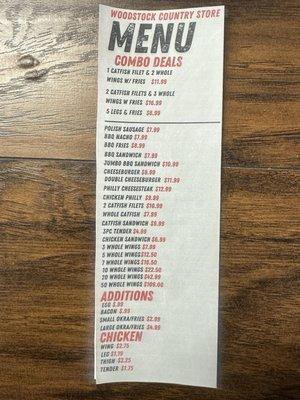 WOODSTOCK COUNTRY STORE
MENU
COMBO DEALS
1 CATFISH FILET & 2 WHOLE
WINGS W/ FRIES $11.99
2 CATFISH FILETS & 3 WHOLE
WINGS W FRIES $16.99
5 LEGS & FRIES $8.99
POLISH SAUSAGE $7.99
BBQ NACHO $7.99
BBQ FRIES $8.99
BBQ SANDWICH $7.99
JUMBO BBQ SANDWICH $10.99
CHEESEBURGER $9.99
DOUBLE CHEESEBURGER $11.99
PHILLY CHEESESTEAK $12.99
CHICKEN PHILLY $9.99
2 CATFISH FILETS $10.99
WHOLE CATFISH $7.99
CATFISH SANDWICH $9.99
3PC TENDER $4.99
CHICKEN SANDWICH $6.99
3 WHOLE WINGS $7.99
5 WHOLE WINGS $12.50
7 WHOLE WINGS $16.50
10 WHOLE WINGS $22.50
20 WHOLE WINGS $42.99
50 WHOLE WINGS $109.00
ADDITIONS
EGG $.99
BACON $.99
SMALL OKRA/FRIES $2.99
LARGE OKRA/FRIES $4.99
CHICKEN
WING $2.75
LEG $1.79
THIGH $3.25
TENDER $1.75